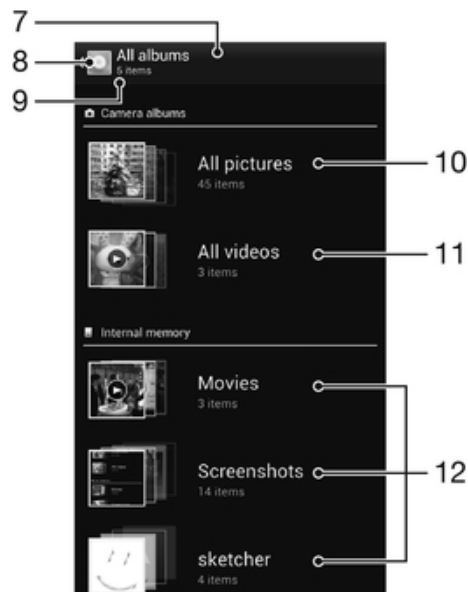 7
8
All albums
5 items
9
Camera albums
All pictures
10
45 items
All videos
11
3 items
Internal memory
Movies
3 items
Screenshots
12
14 items
sketcher
4 items